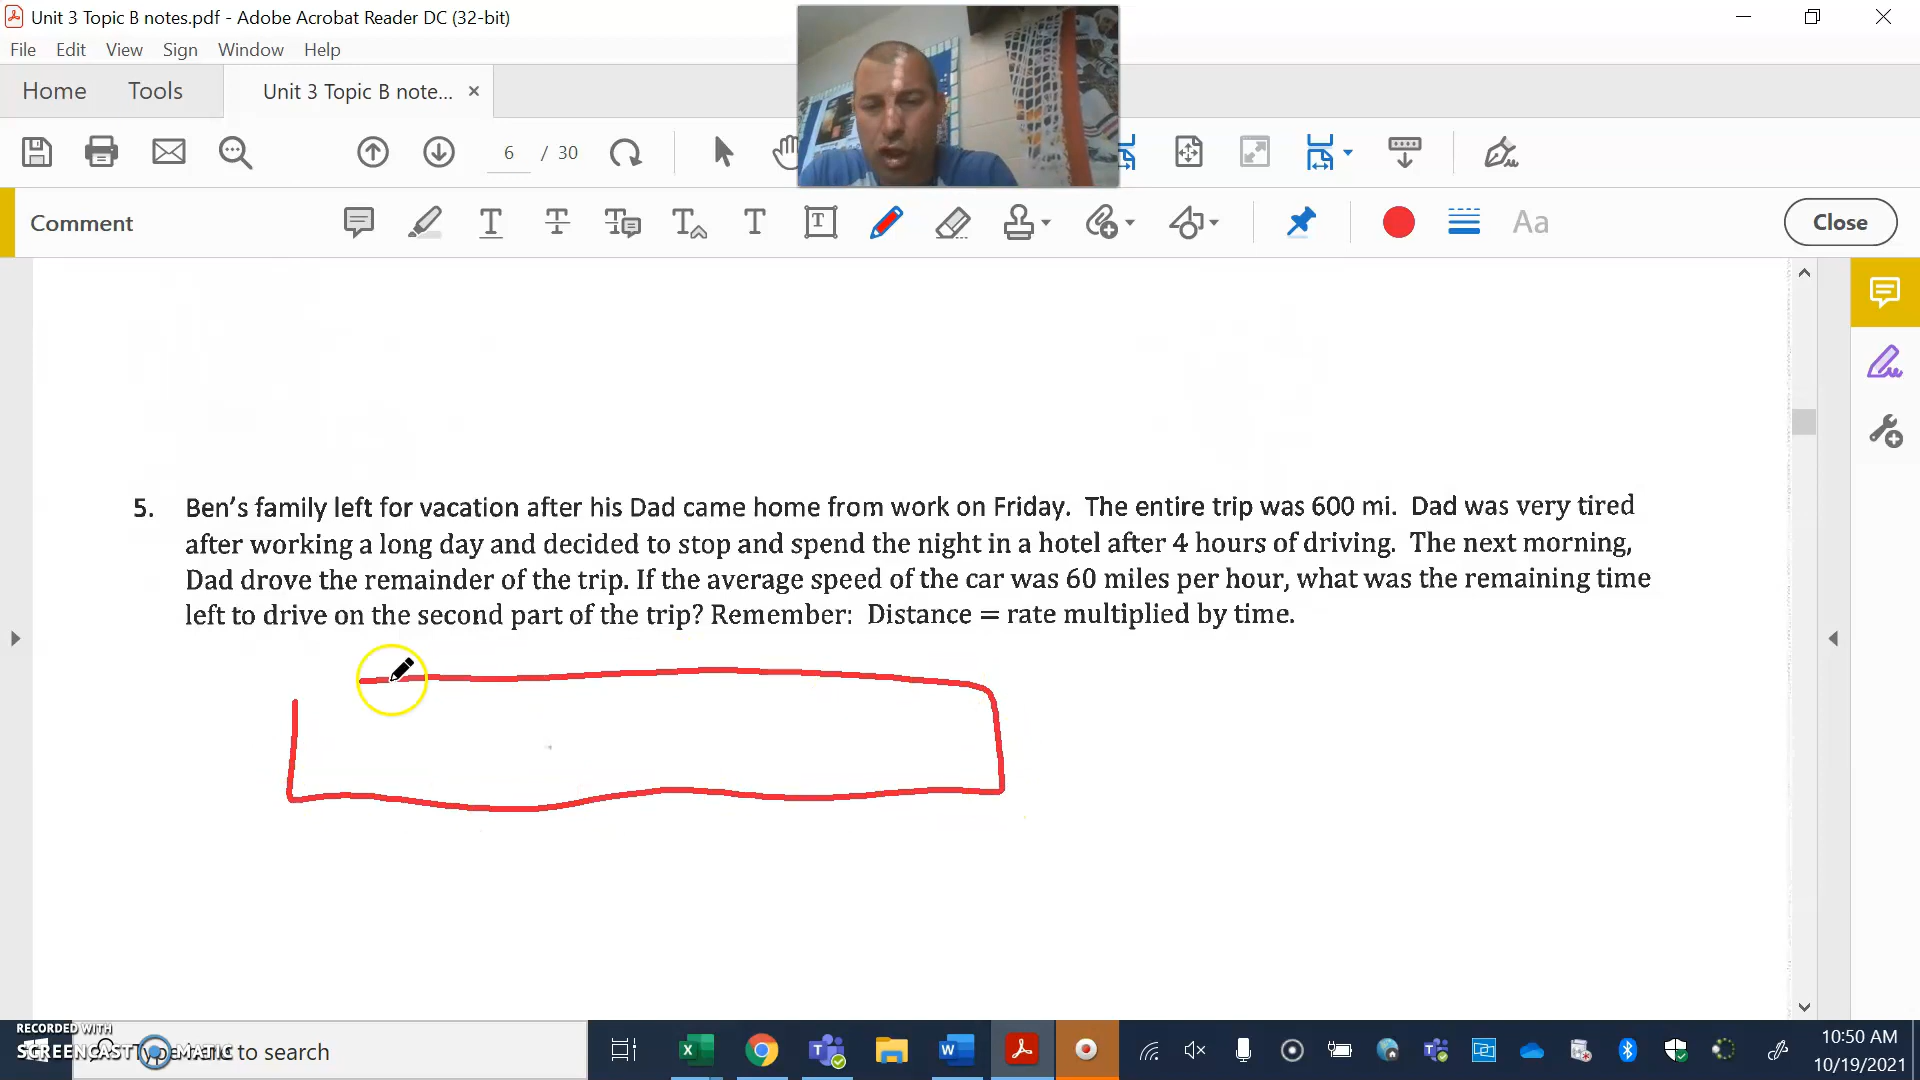 Unit 3 Topic B notes.pdf - Adobe Acrobat Reader DC (32-bit)
File Edit View Sign Window Help
Home Tools Unit 3 Topic B note... ×
6 / 30
Comment
Aa
Close
5. Ben's family left for vacation after his Dad came home from work on Friday. The entire trip was 600 mi. Dad was very tired
after working a long day and decided to stop and spend the night in a hotel after 4 hours of driving. The next morning,
Dad drove the remainder of the trip. If the average speed of the car was 60 miles per hour, what was the remaining time
left to drive on the second part of the trip? Remember: Distance = rate multiplied by time.
RECORDED WITH
SCREENCAST MATIC
to search
10:50 AM
10/19/2021